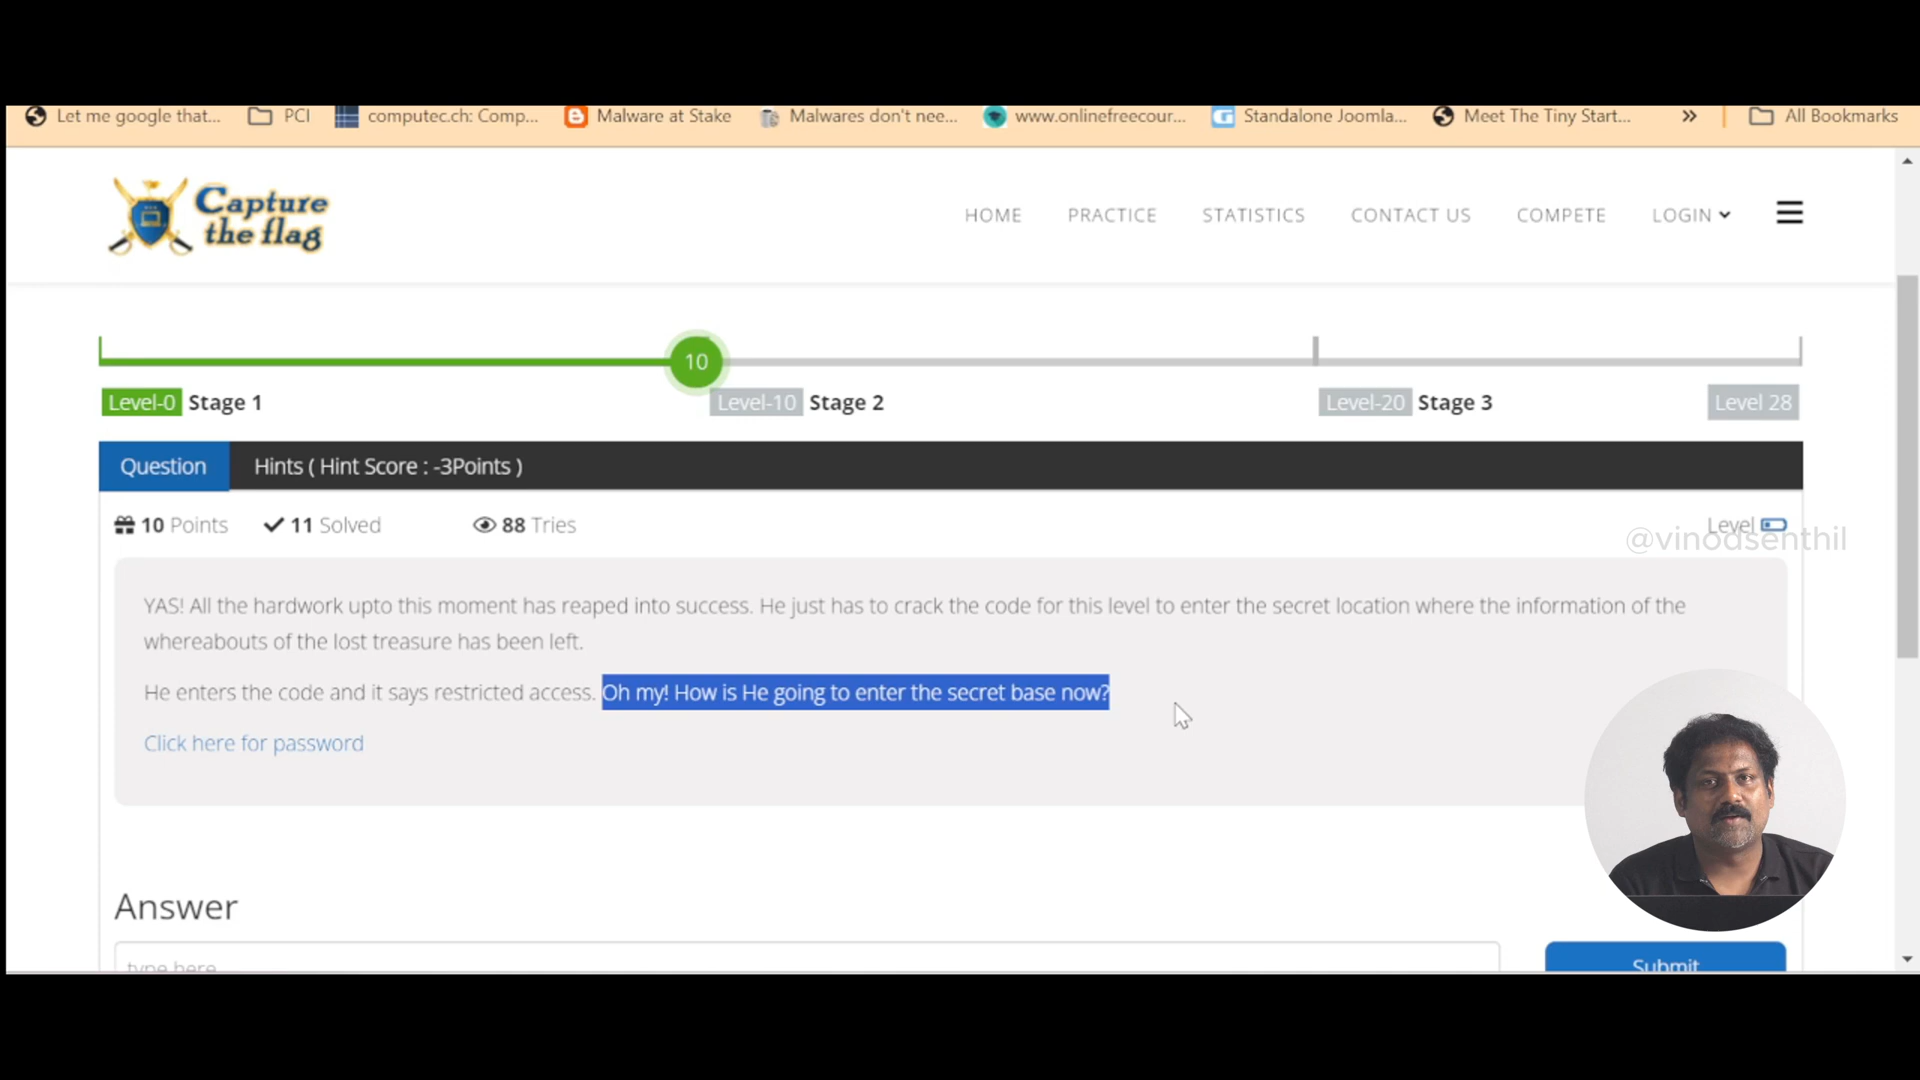 Let me google that... PCI computec.ch: Comp... Malware at Stake Malwares don't nee... www.onlinefreecour... Standalone Joomla... Meet The Tiny Start... » All Bookmarks
Capture
the flag
HOME PRACTICE STATISTICS CONTACT US COMPETE LOGIN
10
Level-0 Stage 1 Level-10 Stage 2 Level-20 Stage 3 Level 28
Question Hints ( Hint Score : -3Points )
10 Points 11 Solved 88 Tries Level
@vinodsenthil
YAS! All the hardwork upto this moment has reaped into success. He just has to crack the code for this level to enter the secret location where the information of the
whereabouts of the lost treasure has been left.
He enters the code and it says restricted access. Oh my! How is He going to enter the secret base now?
Click here for password
Answer
type here
Submit